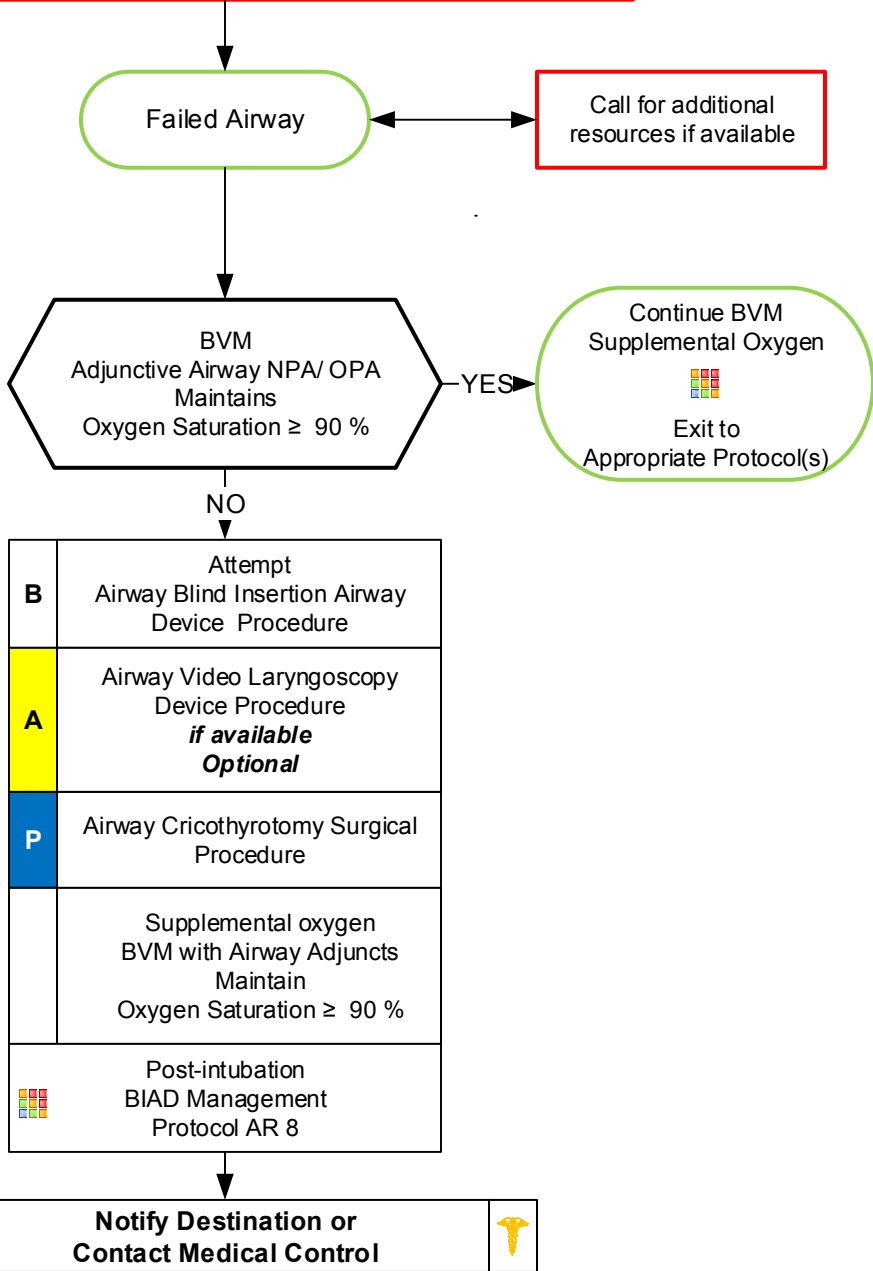 Failed Airway
Call for additional
resources if available
BVM
Adjunctive Airway NPA/ OPA
Maintains
Oxygen Saturation ≥ 90 %
YES
Continue BVM
Supplemental Oxygen
Exit to
Appropriate Protocol(s)
NO
B
Attempt
Airway Blind Insertion Airway
Device Procedure
A
Airway Video Laryngoscopy
Device Procedure
if available
Optional
P
Airway Cricothyrotomy Surgical
Procedure
Supplemental oxygen
BVM with Airway Adjuncts
Maintain
Oxygen Saturation ≥ 90 %
Post-intubation
BIAD Management
Protocol AR 8
Notify Destination or
Contact Medical Control